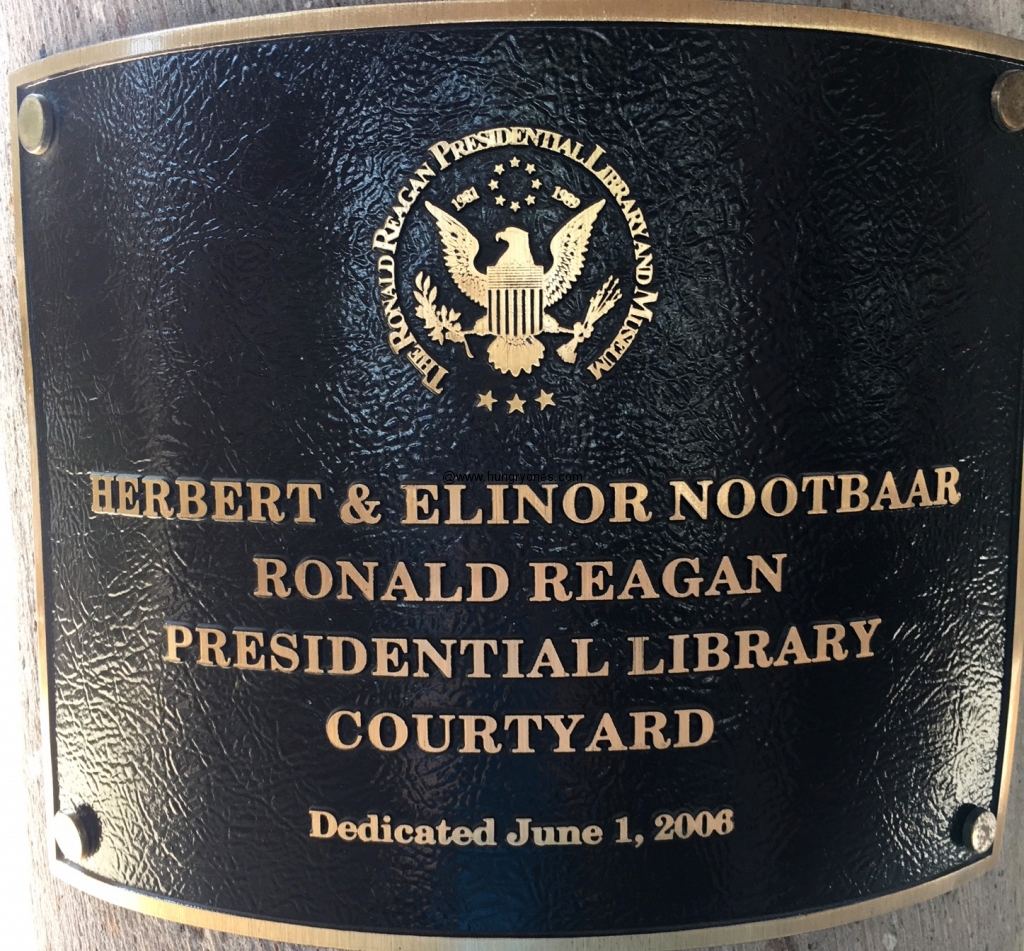 THE RONALD REAGAN PRESIDENTIAL LIBRARY AND MUSEUM
1981 1989
@www.hungryones.com
HERBERT & ELINOR NOOTBAAR
RONALD REAGAN
PRESIDENTIAL LIBRARY
COURTYARD
Dedicated June 1, 2006